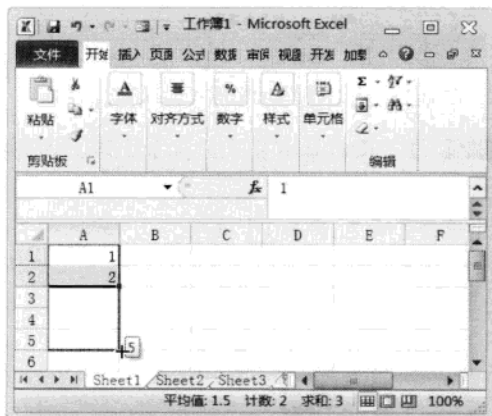 工作簿1 - Microsoft Excel
文件 开始 插入 页面 公式 数据 审阅 视图 开发 加载
粘贴 字体 对齐方式 % 数字 样式 单元格 Σ
剪贴板 编辑
A1 fx 1
A B C D E F
1 1
2 2
3
4
5 5
6
Sheet1 Sheet2 Sheet3
平均值: 1.5 计数: 2 求和: 3 100%